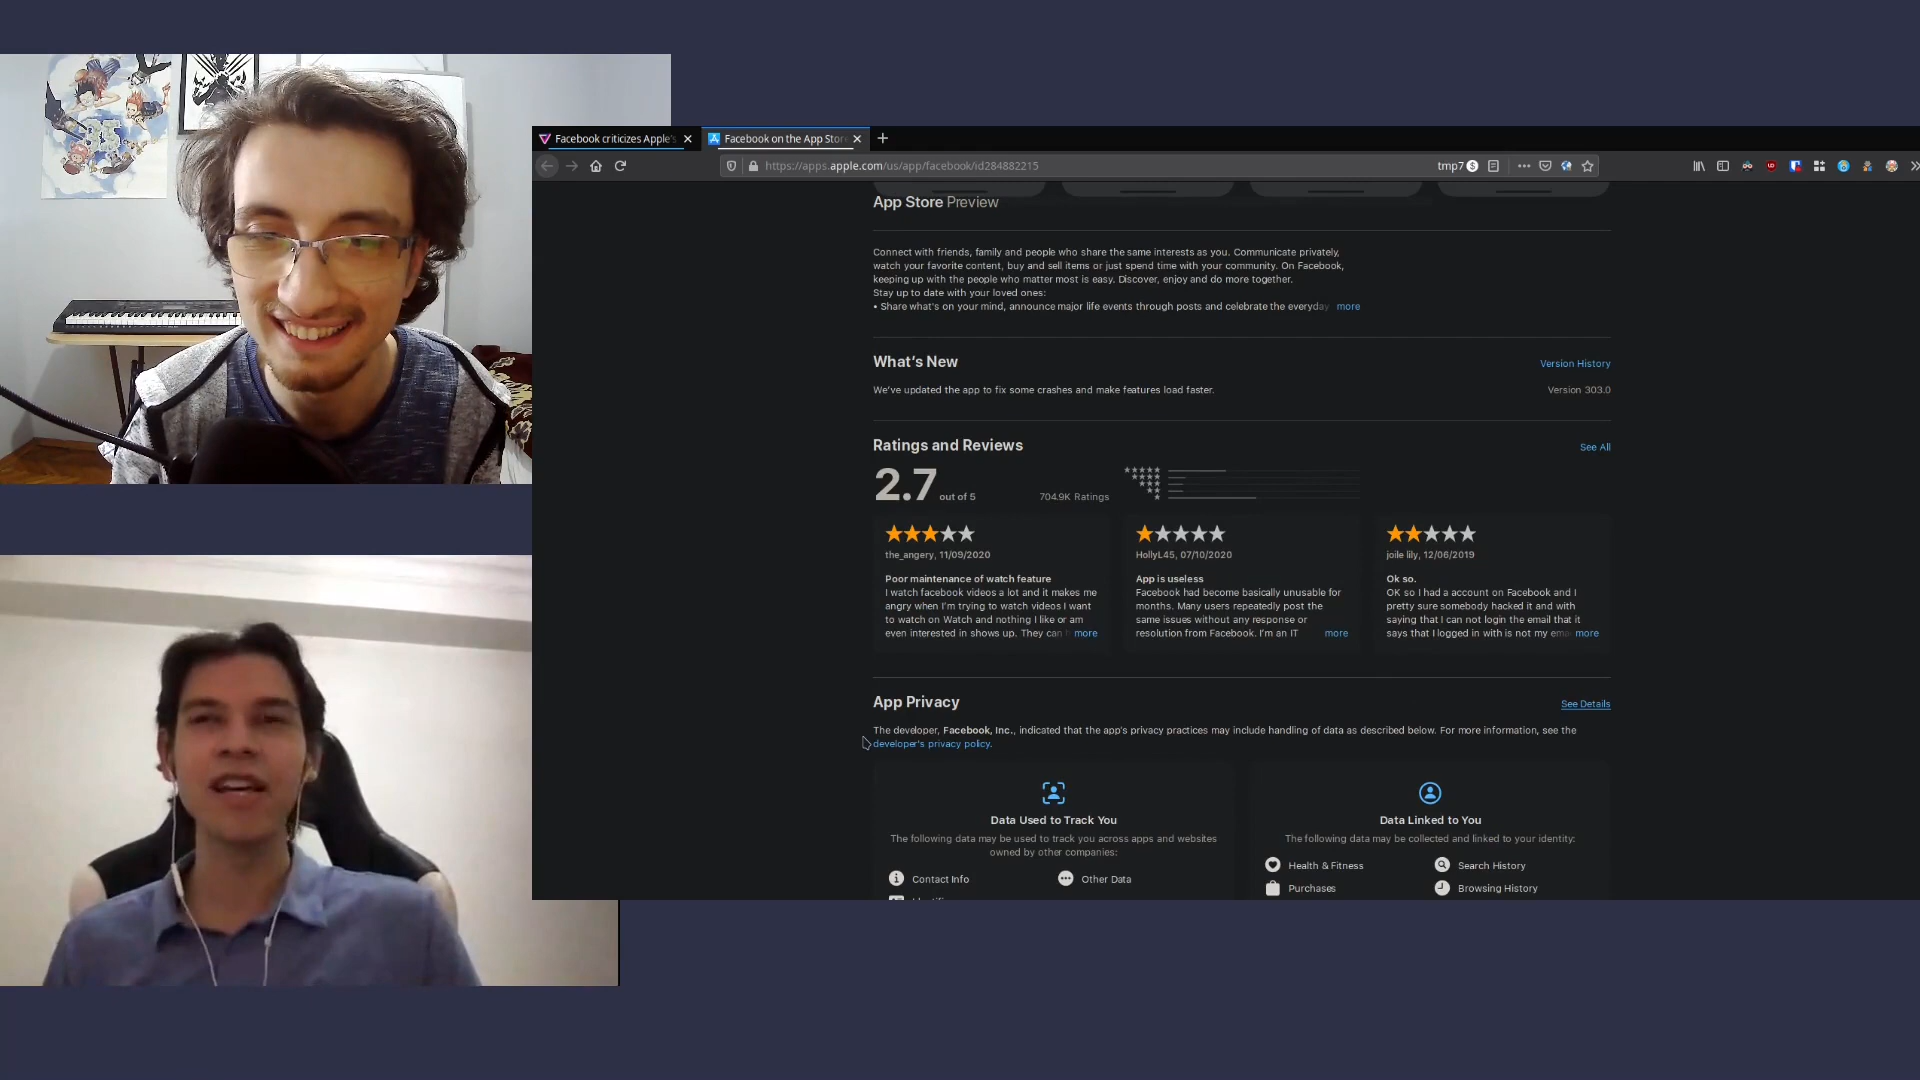 Facebook criticizes Apple's
Facebook on the App Store
https://apps.apple.com/us/app/facebook/id284882215
tmp7
App Store Preview
Connect with friends, family and people who share the same interests as you. Communicate privately,
watch your favorite content, buy and sell items or just spend time with your community. On Facebook,
keeping up with the people who matter most is easy. Discover, enjoy and do more together.
Stay up to date with your loved ones:
• Share what's on your mind, announce major life events through posts and celebrate the everyday more
What's New
Version History
We've updated the app to fix some crashes and make features load faster.
Version 303.0
Ratings and Reviews
See All
2.7 out of 5
704.9K Ratings
the_angery, 11/09/2020
Poor maintenance of watch feature
I watch facebook videos a lot and it makes me
angry when I'm trying to watch videos I want
to watch on Watch and nothing I like or am
even interested in shows up. They can more
HollyL45, 07/10/2020
App is useless
Facebook had become basically unusable for
months. Many users repeatedly post the
same issues without any response or
resolution from Facebook. I'm an IT more
joile lily, 12/06/2019
Ok so.
OK so I had a account on Facebook and I
pretty sure somebody hacked it and with
saying that I can not login the email that it
says that I logged in with is not my more
App Privacy
See Details
The developer, Facebook, Inc., indicated that the app's privacy practices may include handling of data as described below. For more information, see the
developer's privacy policy.
Data Used to Track You
The following data may be used to track you across apps and websites
owned by other companies:
Contact Info
Other Data
Data Linked to You
The following data may be collected and linked to your identity:
Health & Fitness
Search History
Purchases
Browsing History